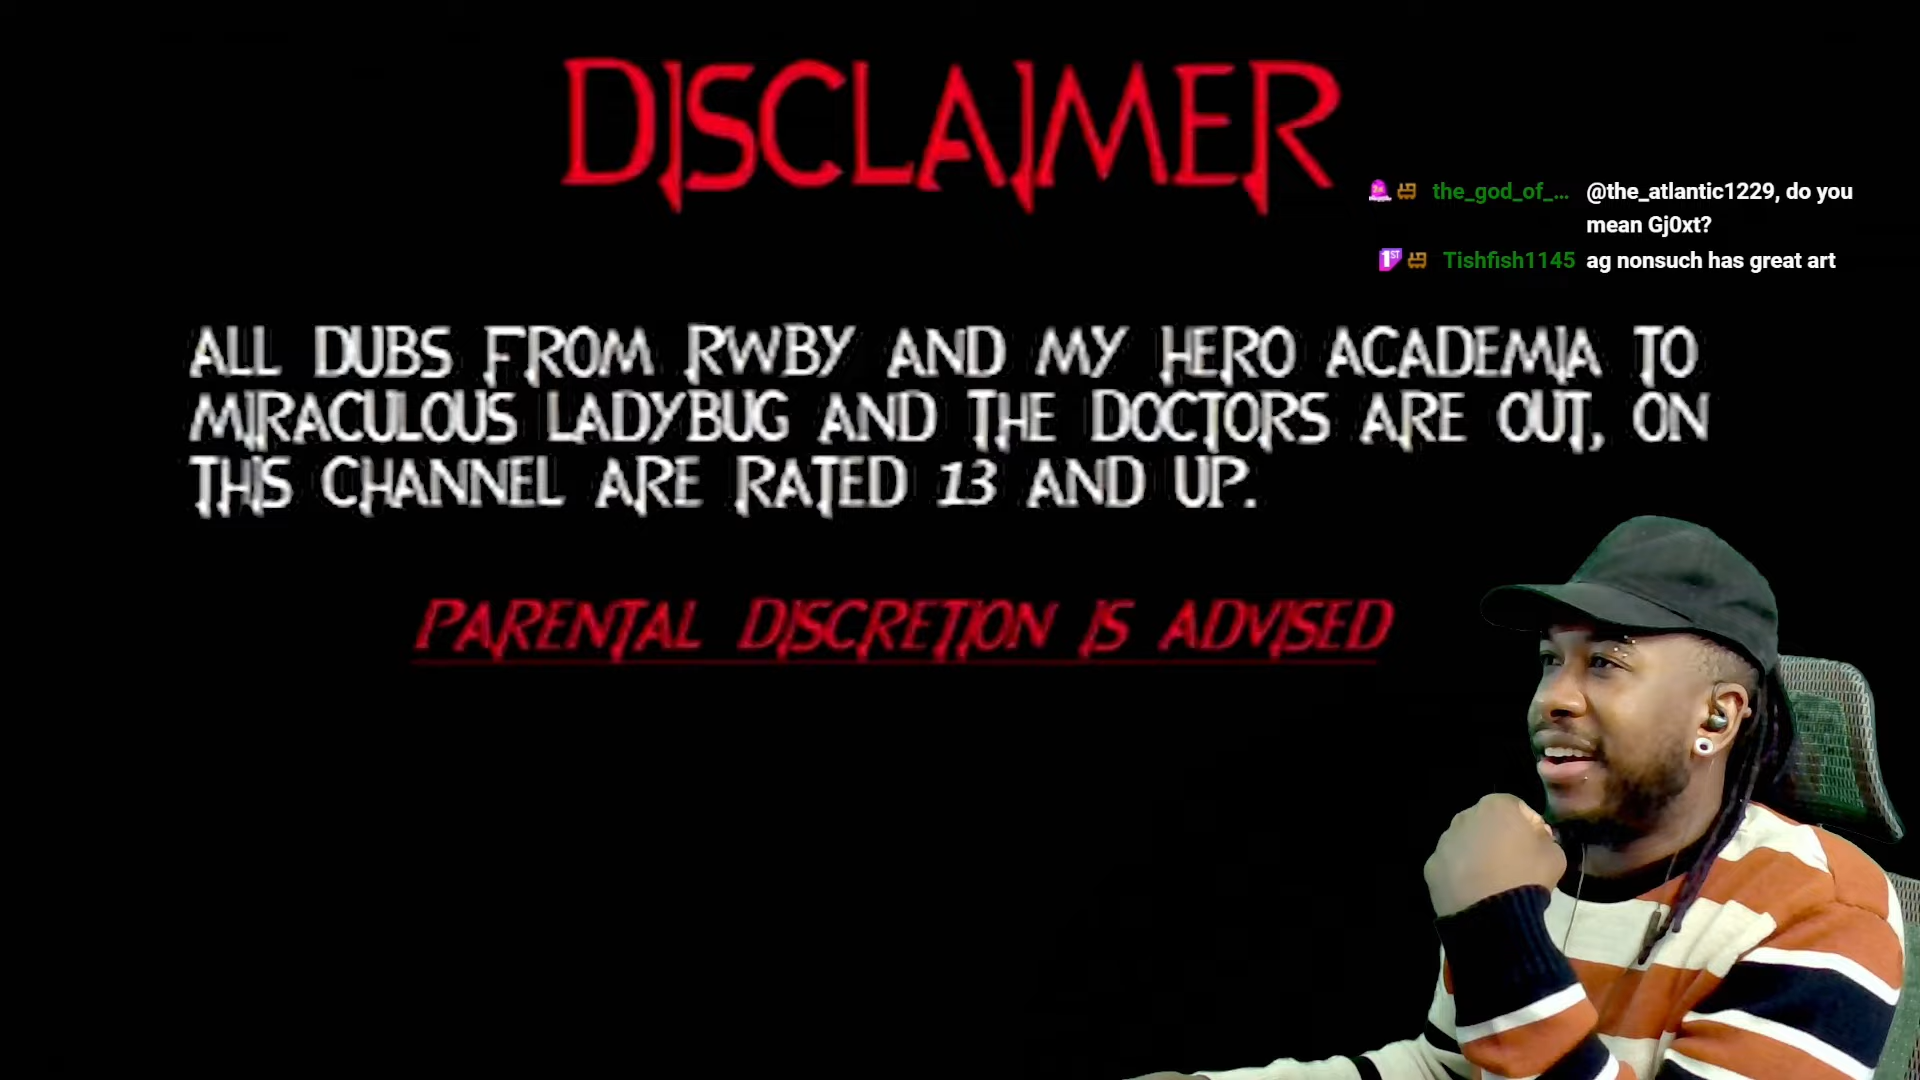 DISCLAIMER
the_god_of_... @the_atlantic1229, do you
mean Gj0xt?
Tishfish1145 ag nonsuch has great art
ALL DUBS FROM RWBY AND MY HERO ACADEMIA TO
MIRACULOUS LADYBUG AND THE DOCTORS ARE OUT, ON
THIS CHANNEL ARE RATED 13 AND UP.
PARENTAL DISCRETION IS ADVISED